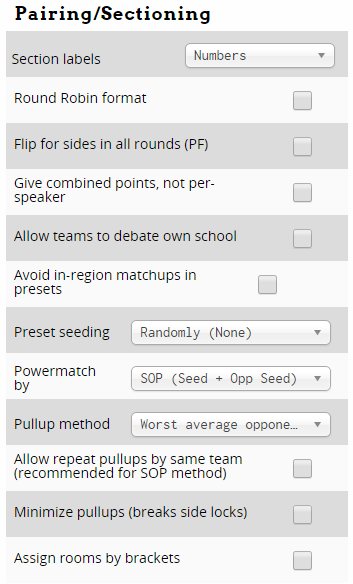 Pairing/Sectioning
Section labels Numbers
Round Robin format
Flip for sides in all rounds (PF)
Give combined points, not per-
speaker
Allow teams to debate own school
Avoid in-region matchups in
presets
Preset seeding Randomly (None)
Powermatch
by SOP (Seed + Opp Seed)
Pullup method Worst average oppone…
Allow repeat pullups by same team
(recommended for SOP method)
Minimize pullups (breaks side locks)
Assign rooms by brackets